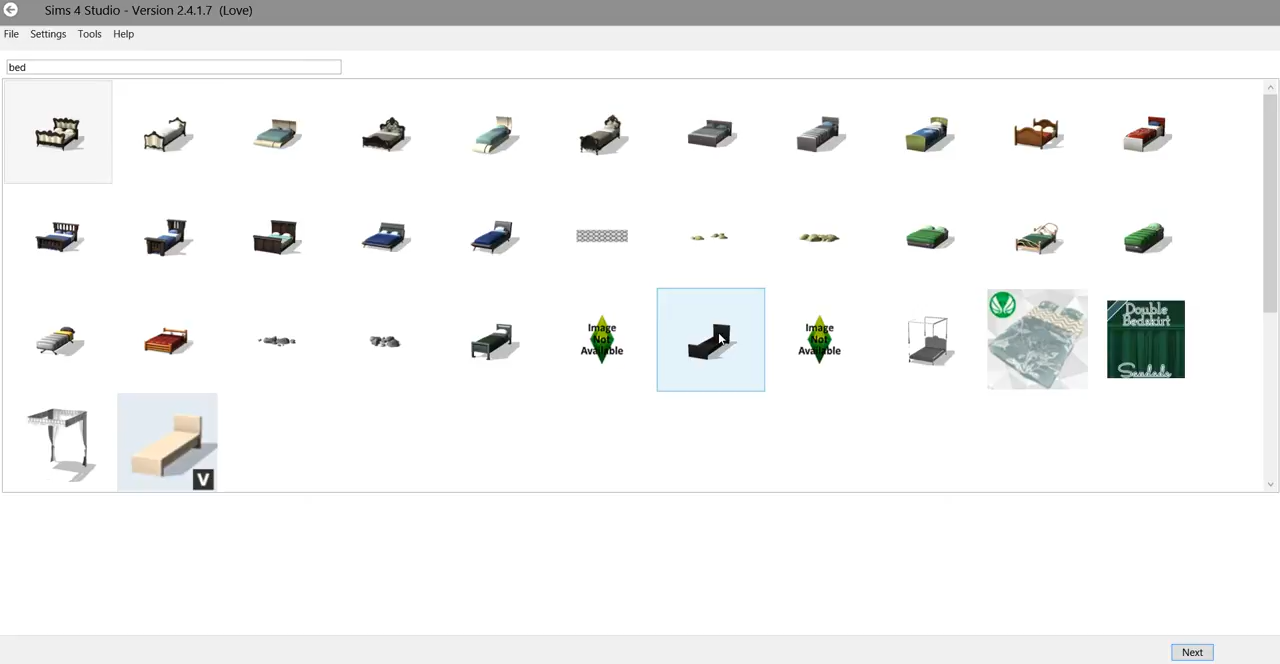 Sims 4 Studio - Version 2.4.1.7 (Love)
File Settings Tools Help
bed
Image
Not
Available
Image
Not
Available
Double
Bedskirt
Saudade
V
Next